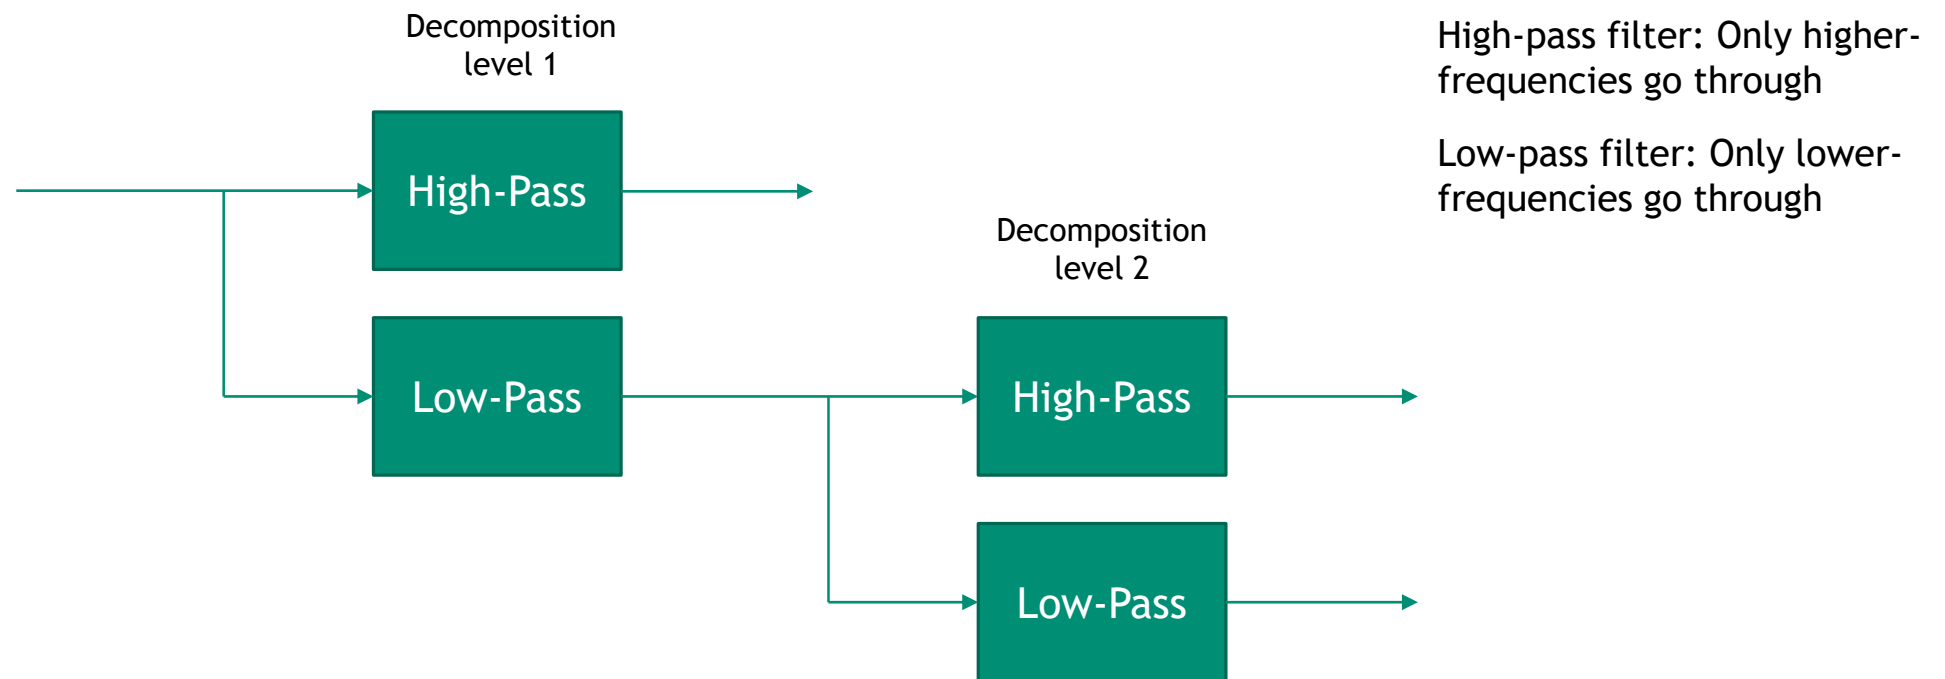 Decomposition
level 1
High-pass filter: Only higher-
frequencies go through
Low-pass filter: Only lower-
frequencies go through
High-Pass
Decomposition
level 2
Low-Pass
High-Pass
Low-Pass